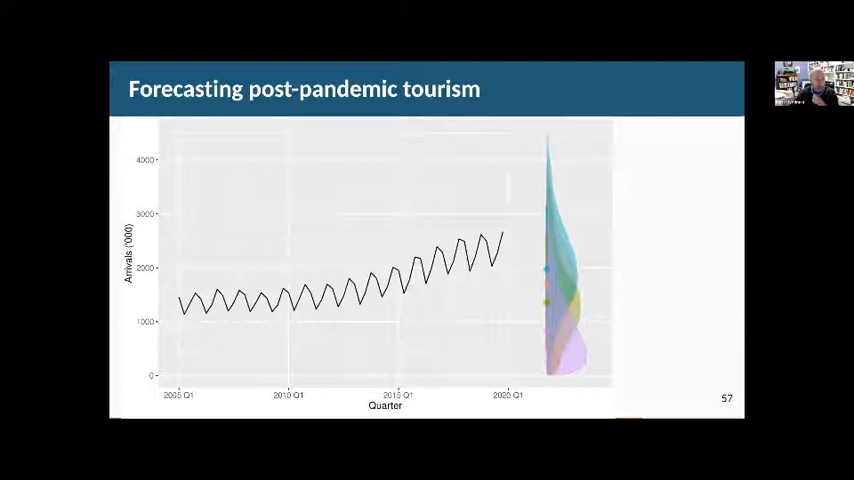 Forecasting post-pandemic tourism
4000
3000
2000
1000
0
Arrivals ('000)
2005 Q1
2010 Q1
2015 Q1
2020 Q1
Quarter
57